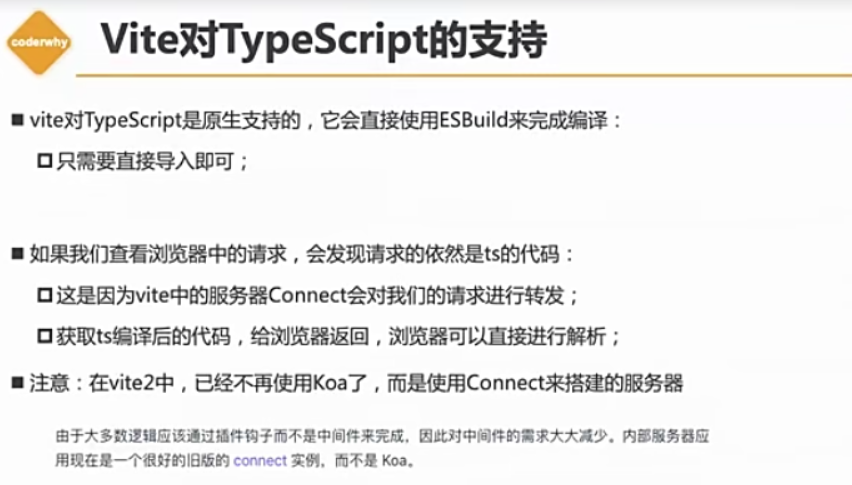 coderwhy
Vite对TypeScript的支持
vite对TypeScript是原生支持的，它会直接使用ESBuild来完成编译：
只需要直接导入即可；
如果我们查看浏览器中的请求，会发现请求的依然是ts的代码：
这是因为vite中的服务器Connect会对我们的请求进行转发；
获取ts编译后的代码，给浏览器返回，浏览器可以直接进行解析；
注意：在vite2中，已经不再使用Koa了，而是使用Connect来搭建的服务器
由于大多数逻辑应该通过插件钩子而不是中间件来完成，因此对中间件的需求大大减少。内部服务器应
用现在是一个很好的旧版的 connect 实例，而不是 Koa。